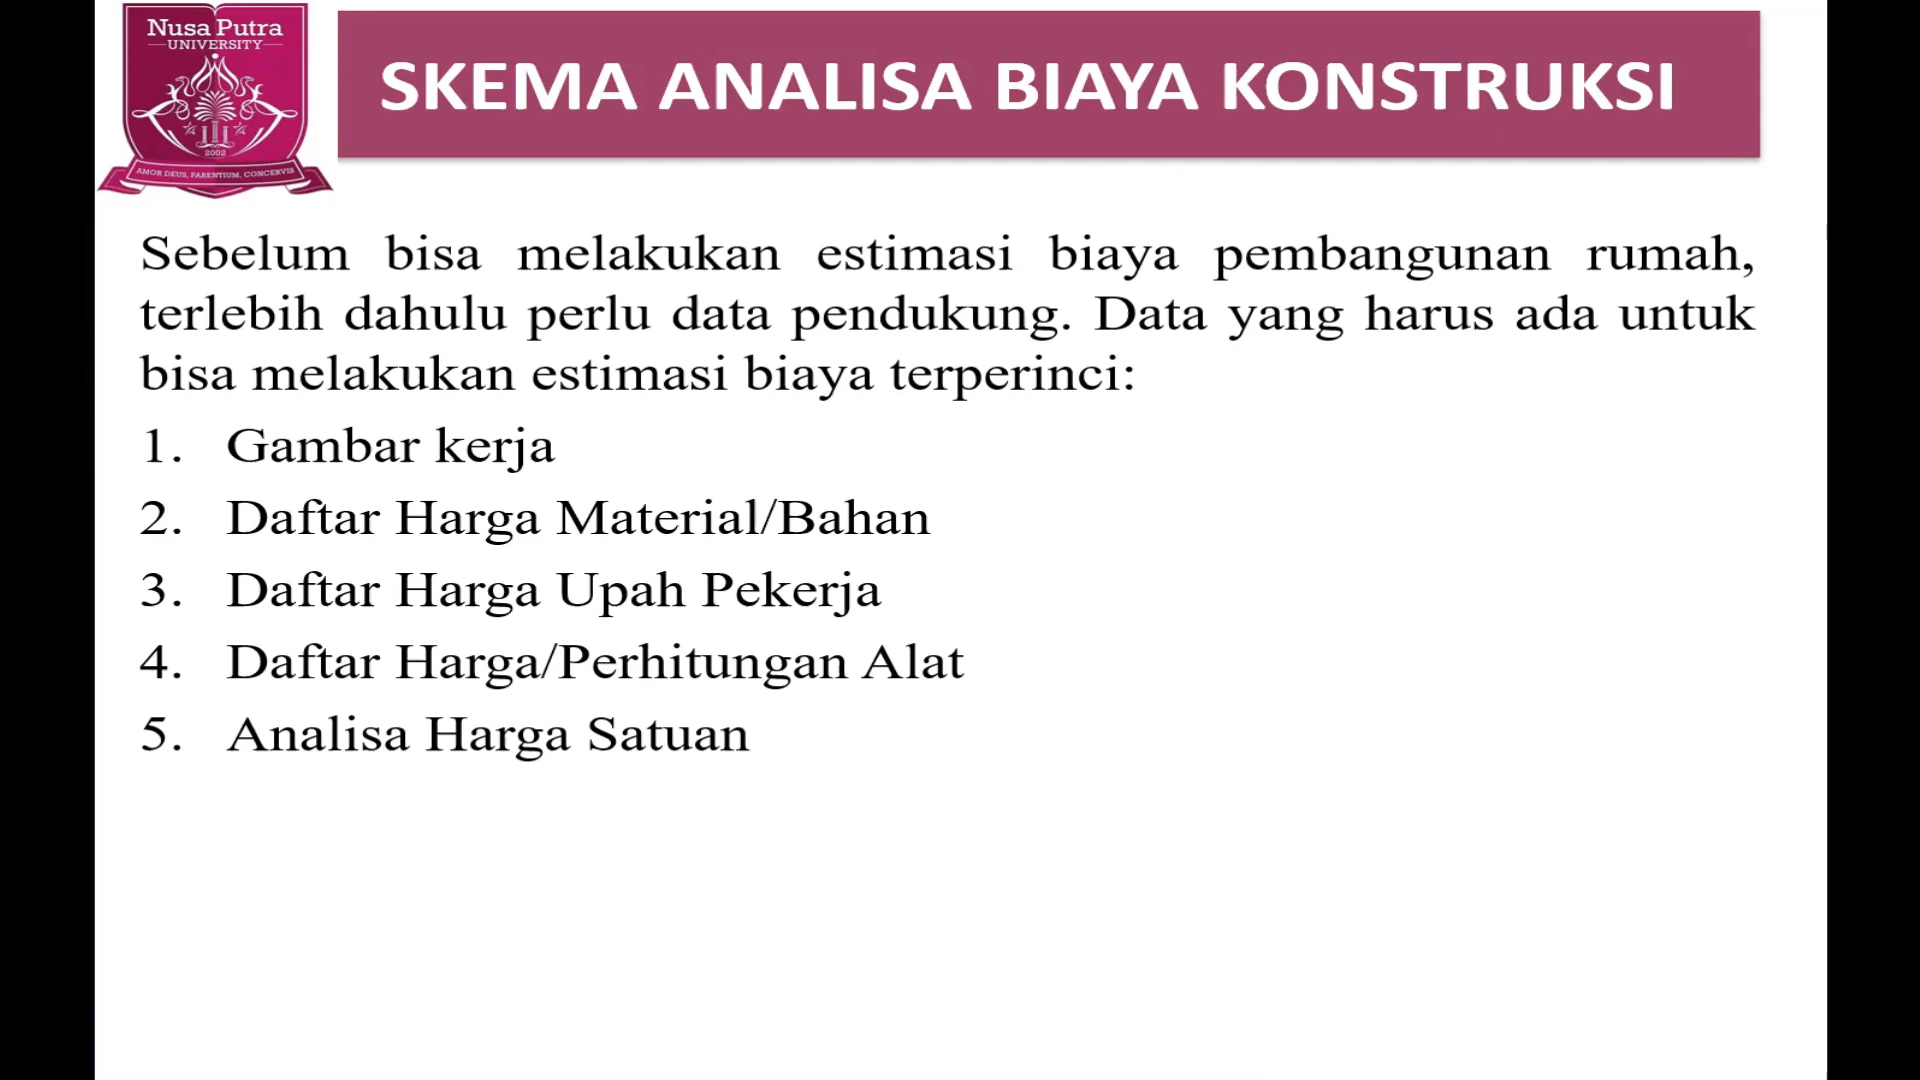 Nusa Putra
UNIVERSITY
2002
AMOR DEUS, PARENTIUM, CONCERVIS
SKEMA ANALISA BIAYA KONSTRUKSI
Sebelum bisa melakukan estimasi biaya pembangunan rumah,
terlebih dahulu perlu data pendukung. Data yang harus ada untuk
bisa melakukan estimasi biaya terperinci:
1. Gambar kerja
2. Daftar Harga Material/Bahan
3. Daftar Harga Upah Pekerja
4. Daftar Harga/Perhitungan Alat
5. Analisa Harga Satuan